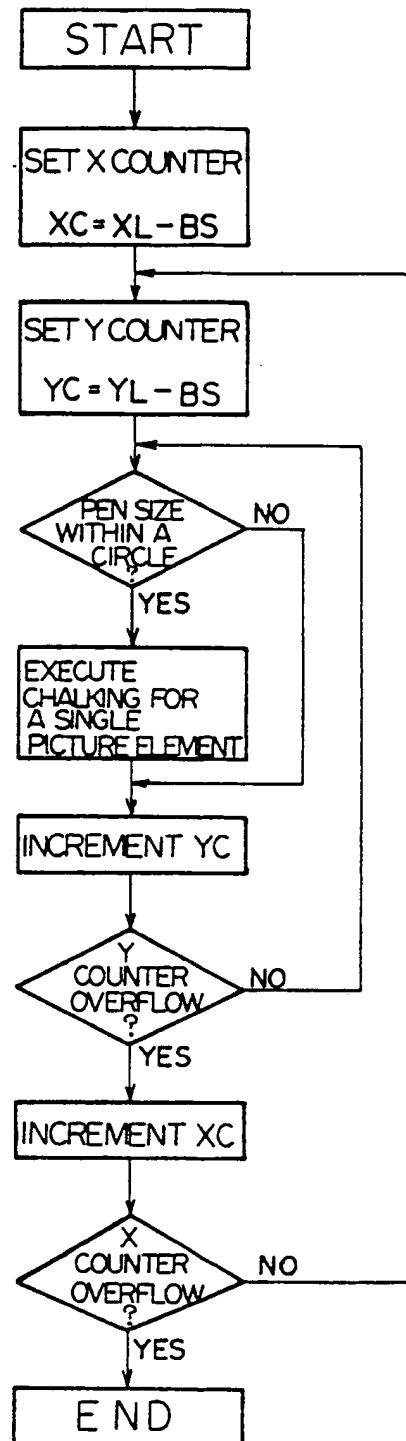 START
SET X COUNTER
XC=XL-BS
SET Y COUNTER
YC=YL-BS
PEN SIZE
WITHIN A
CIRCLE
?
NO
YES
EXECUTE
CHALKING FOR
A SINGLE
PICTURE ELEMENT
INCREMENT YC
Y
COUNTER
OVERFLOW
?
NO
YES
INCREMENT XC
X
COUNTER
OVERFLOW
?
NO
YES
END